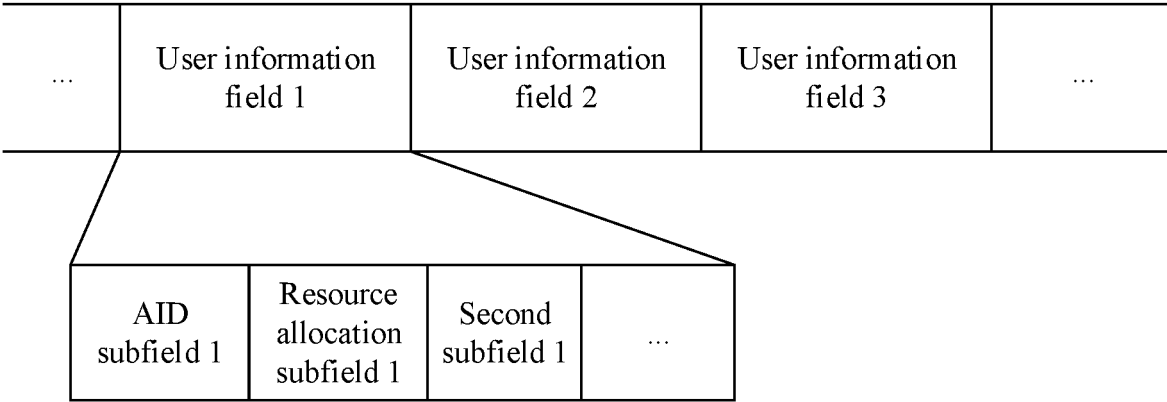 ...
User information
field 1
User information
field 2
User information
field 3
...
AID
subfield 1
Resource
allocation
subfield 1
Second
subfield 1
...